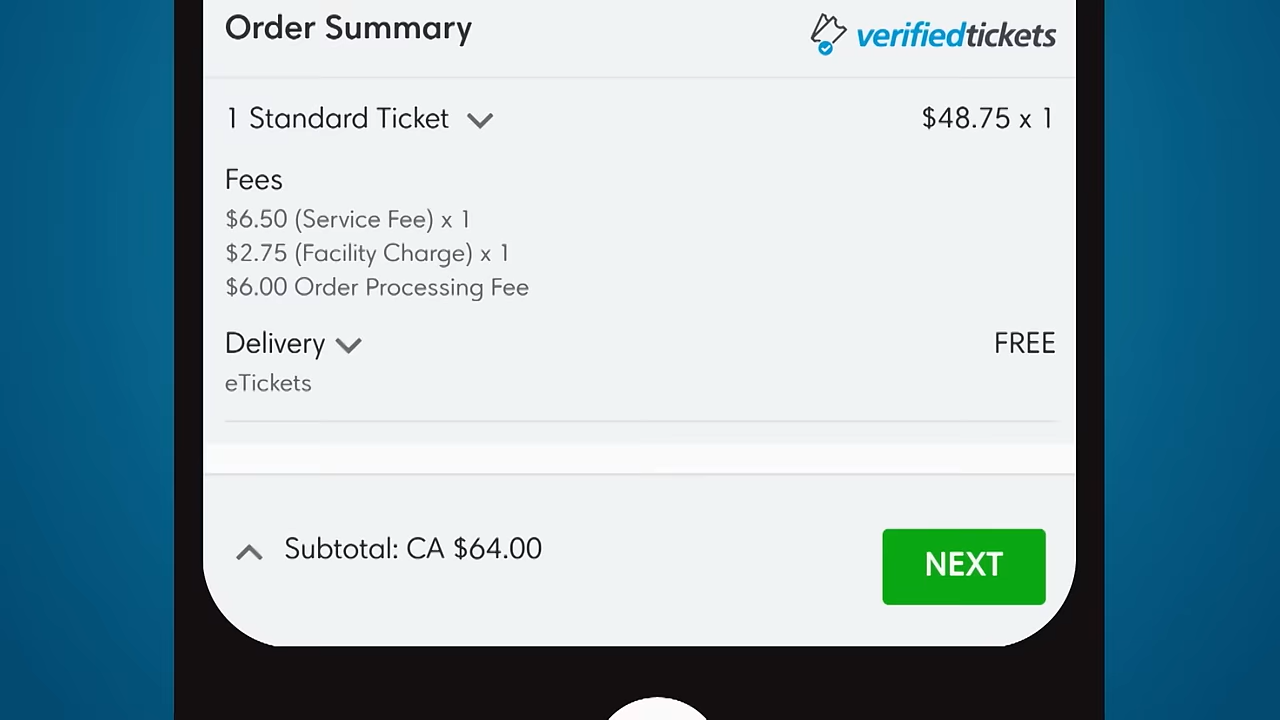 Order Summary
verifiedtickets
1 Standard Ticket
$48.75 x 1
Fees
$6.50 (Service Fee) x 1
$2.75 (Facility Charge) x 1
$6.00 Order Processing Fee
Delivery
FREE
eTickets
Subtotal: CA $64.00
NEXT